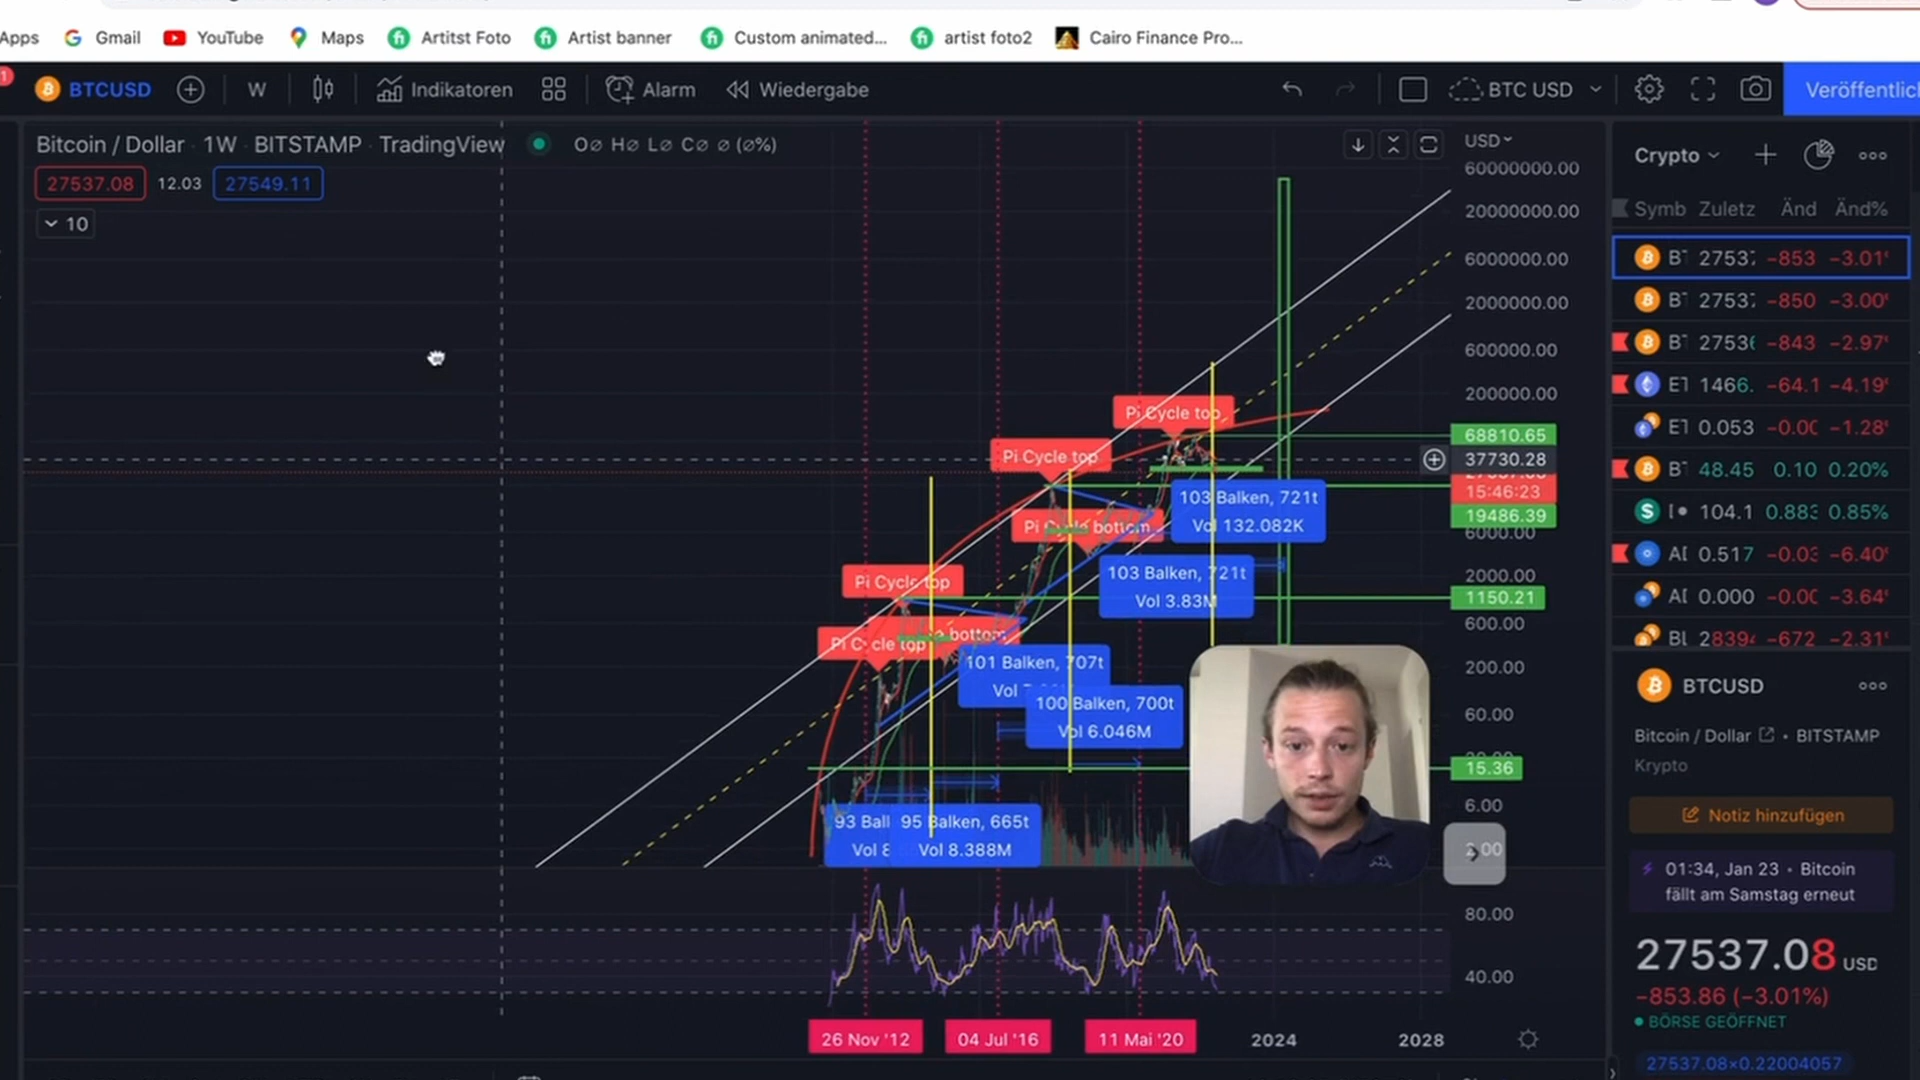 Apps Gmail YouTube Maps Artitst Foto Artist banner Custom animated... artist foto2 Cairo Finance Pro...
1
BTCUSD W Indikatoren Alarm Wiedergabe BTC USD
Bitcoin / Dollar · 1W · BITSTAMP · TradingView O∅ H∅ L∅ C∅ ∅ (∅%)
27537.08 12.03 27549.11
10
USD
60000000.00
20000000.00
6000000.00
2000000.00
600000.00
200000.00
68810.65
37730.28
15:46:23
19486.39
6000.00
2000.00
1150.21
600.00
200.00
60.00
15.36
6.00
80.00
40.00
Pi Cycle top
Pi Cycle top
103 Balken, 721t
Vol 132.082K
103 Balken, 721t
Vol 3.83M
Pi Cycle top
bottom
Pi Cycle top
101 Balken, 707t
Vol
100 Balken, 700t
Vol 6.046M
95 Balken, 665t
Vol 8.388M
26 Nov '12 04 Jul '16 11 Mai '20 2024 2028
Crypto
Symb Zuletz Änd Änd%
−853 −3.01
−850 −3.00
−843 −2.97
1466. −64.1 −4.19
0.053 −1.28
48.45 0.10 0.20%
104.1 0.85%
0.517 −6.40
0.000 −3.64
−672 −2.31
BTCUSD
Bitcoin / Dollar • BITSTAMP
Krypto
Notiz hinzufügen
01:34, Jan 23 • Bitcoin
fällt am Samstag erneut
27537.08 USD
−853.86 (−3.01%)
BÖRSE GEÖFFNET
27537.08×0.22004057